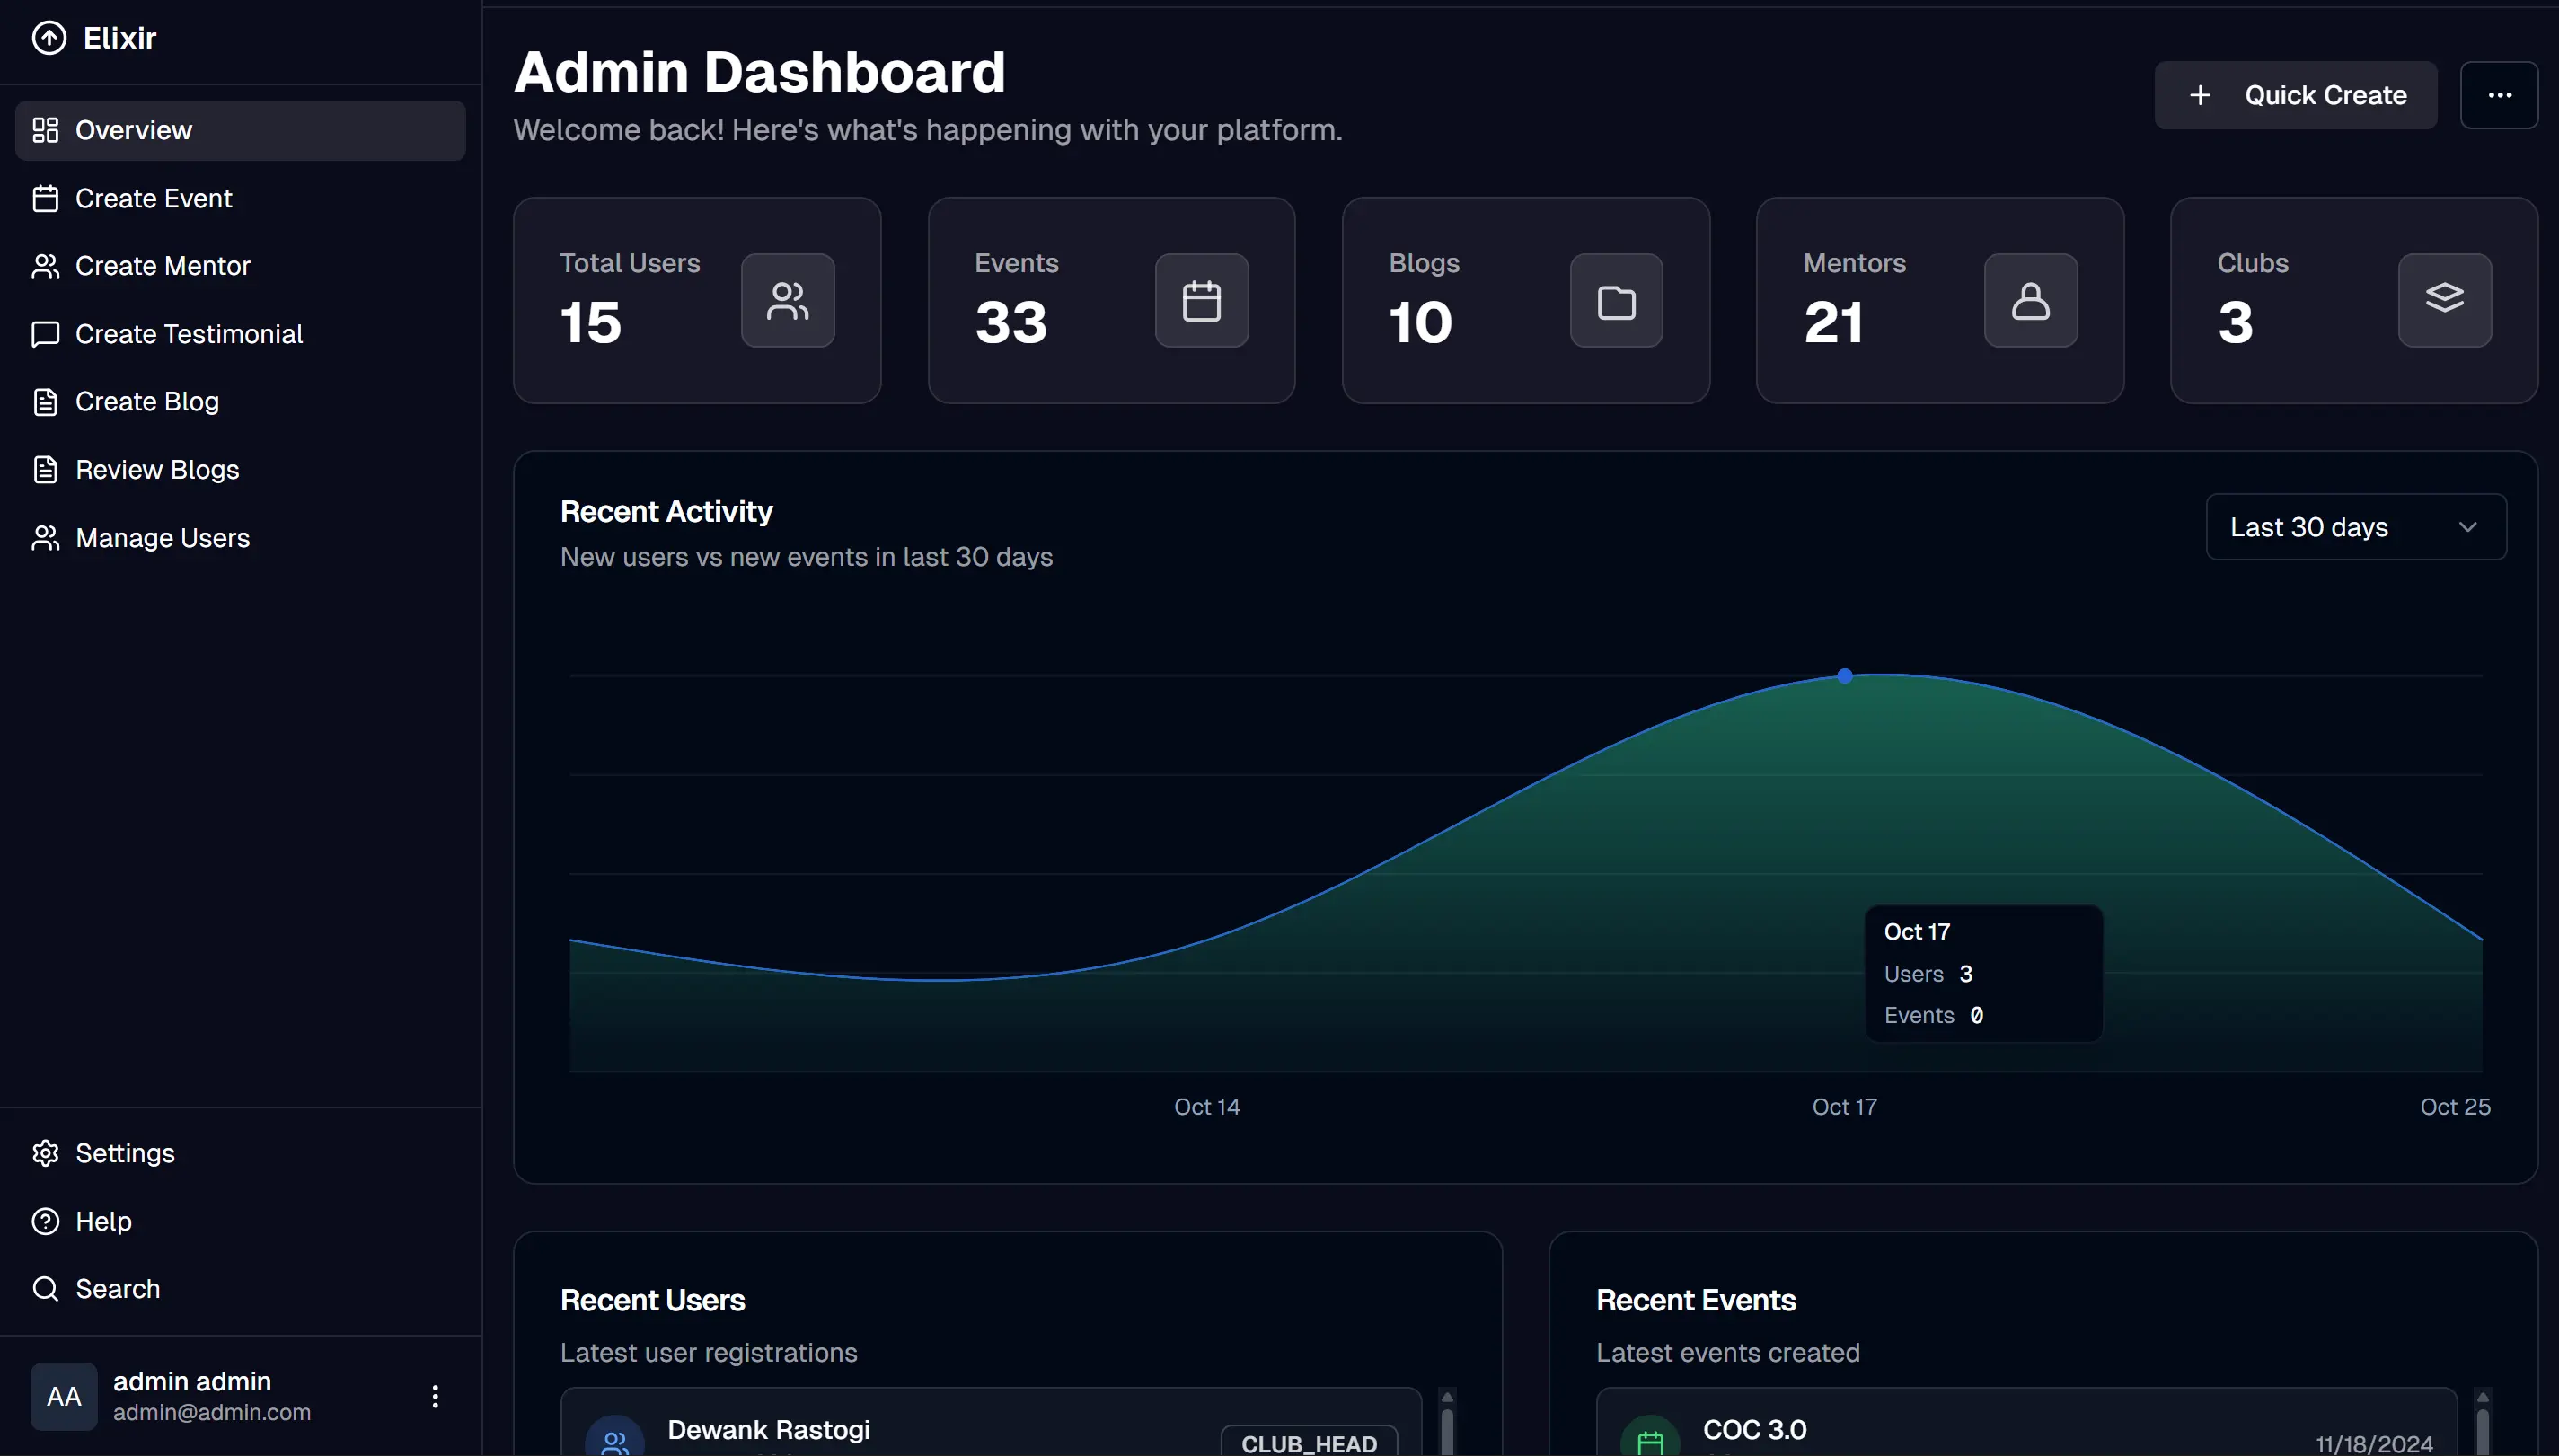 Elixir
Overview
Create Event
Create Mentor
Create Testimonial
Create Blog
Review Blogs
Manage Users
Settings
Help
Search
AA
admin admin
admin@admin.com
Admin Dashboard
Welcome back! Here's what's happening with your platform.
Quick Create
Total Users
15
Events
33
Blogs
10
Mentors
21
Clubs
3
Recent Activity
New users vs new events in last 30 days
Last 30 days
Oct 17
Users 3
Events 0
Oct 14
Oct 17
Oct 25
Recent Users
Latest user registrations
Dewank Rastogi
CLUB_HEAD
Recent Events
Latest events created
COC 3.0
11/18/2024